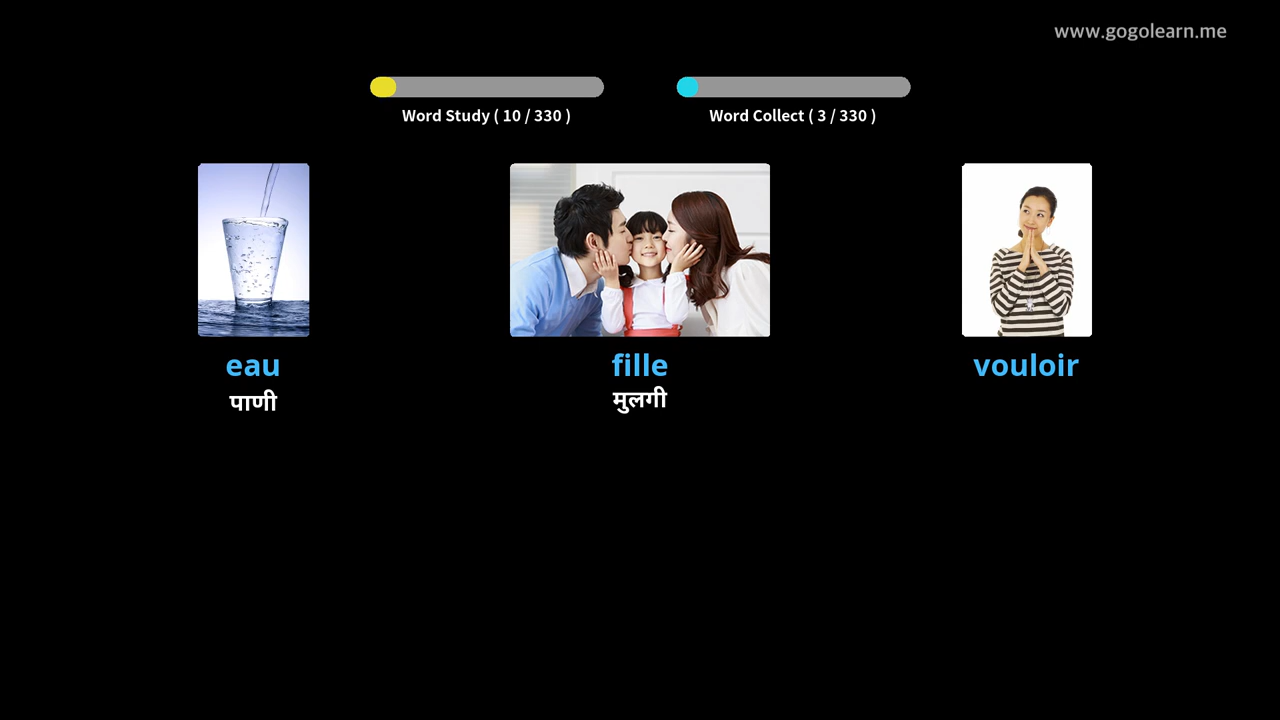 www.gogolearn.me
Word Study ( 10 / 330 )
Word Collect ( 3 / 330 )
eau
fille
vouloir
पाणी
मुलगी